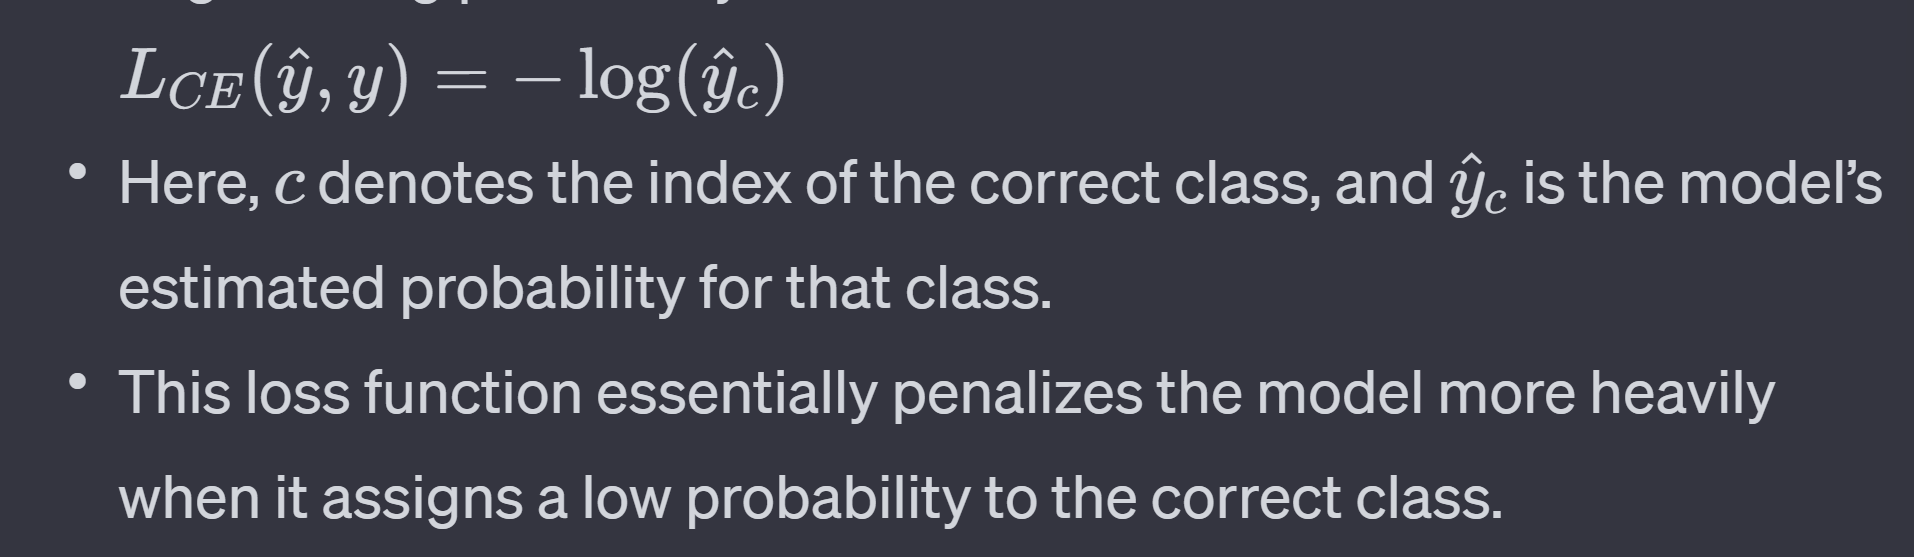 L_{CE}(ŷ, y) = − log(ŷ_c)
• Here, c denotes the index of the correct class, and ŷ_c is the model’s
estimated probability for that class.
• This loss function essentially penalizes the model more heavily
when it assigns a low probability to the correct class.